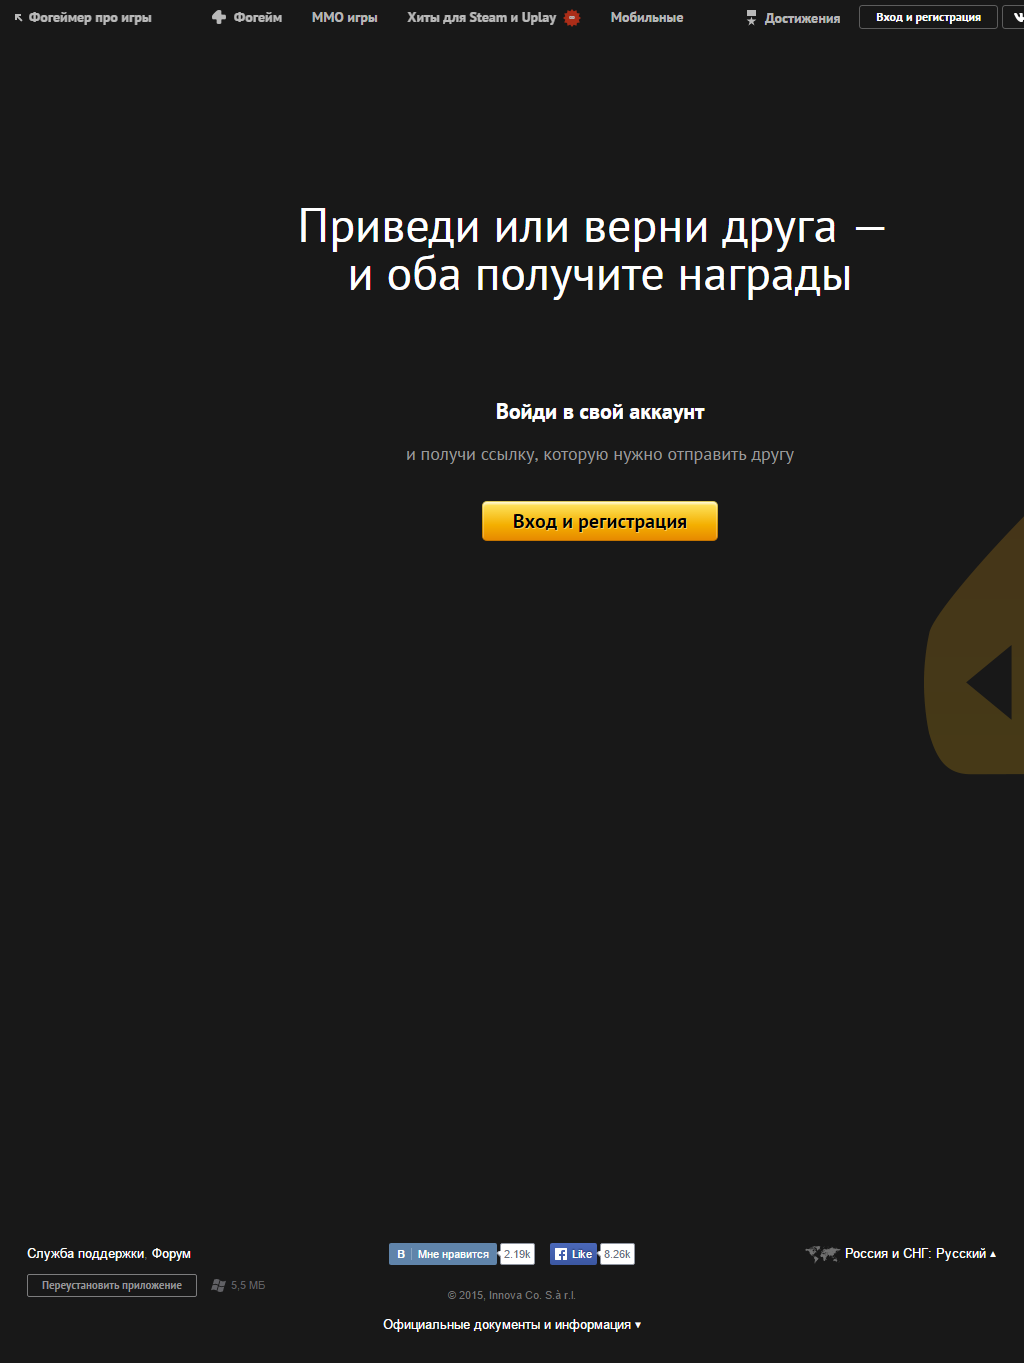 Фогеймер про игры
Фогейм
ММО игры
Хиты для Steam и Uplay
Мобильные
Достижения
Вход и регистрация
Приведи или верни друга —
и оба получите награды
Войди в свой аккаунт
и получи ссылку, которую нужно отправить другу
Вход и регистрация
Служба поддержки, Форум
B Мне нравится 2.19k
Like 8.26k
Россия и СНГ: Русский
Переустановить приложение
5,5 МБ
© 2015, Innova Co. S.à r.l.
Официальные документы и информация